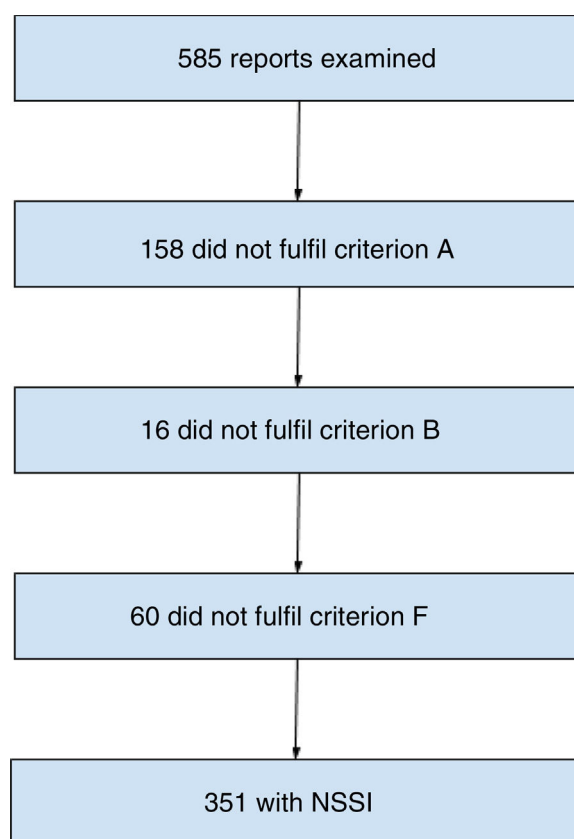 585 reports examined
158 did not fulfil criterion A
16 did not fulfil criterion B
60 did not fulfil criterion F
351 with NSSI